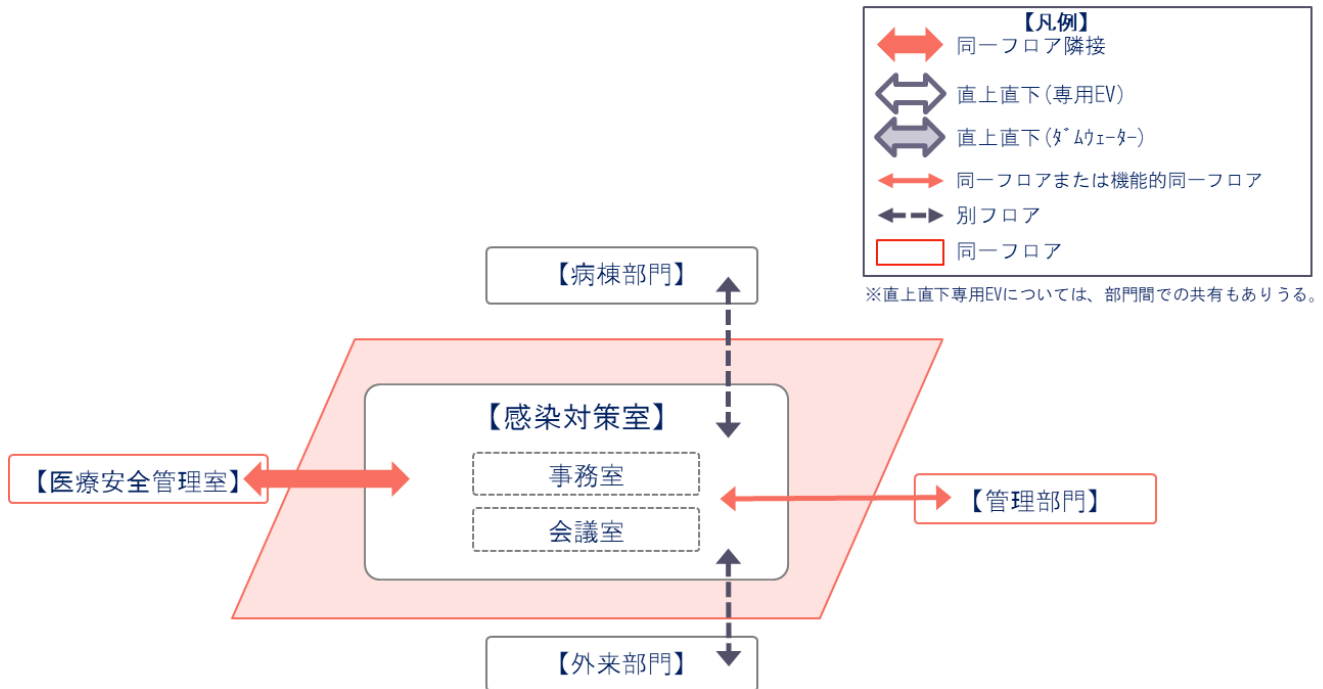 【凡例】
同一フロア隣接
直上直下(専用EV)
直上直下(ﾀﾞﾑｳｪｰﾀｰ)
同一フロアまたは機能的同一フロア
別フロア
同一フロア
※直上直下専用EVについては、部門間での共有もありうる。
【病棟部門】
【感染対策室】
事務室
会議室
【医療安全管理室】
【管理部門】
【外来部門】